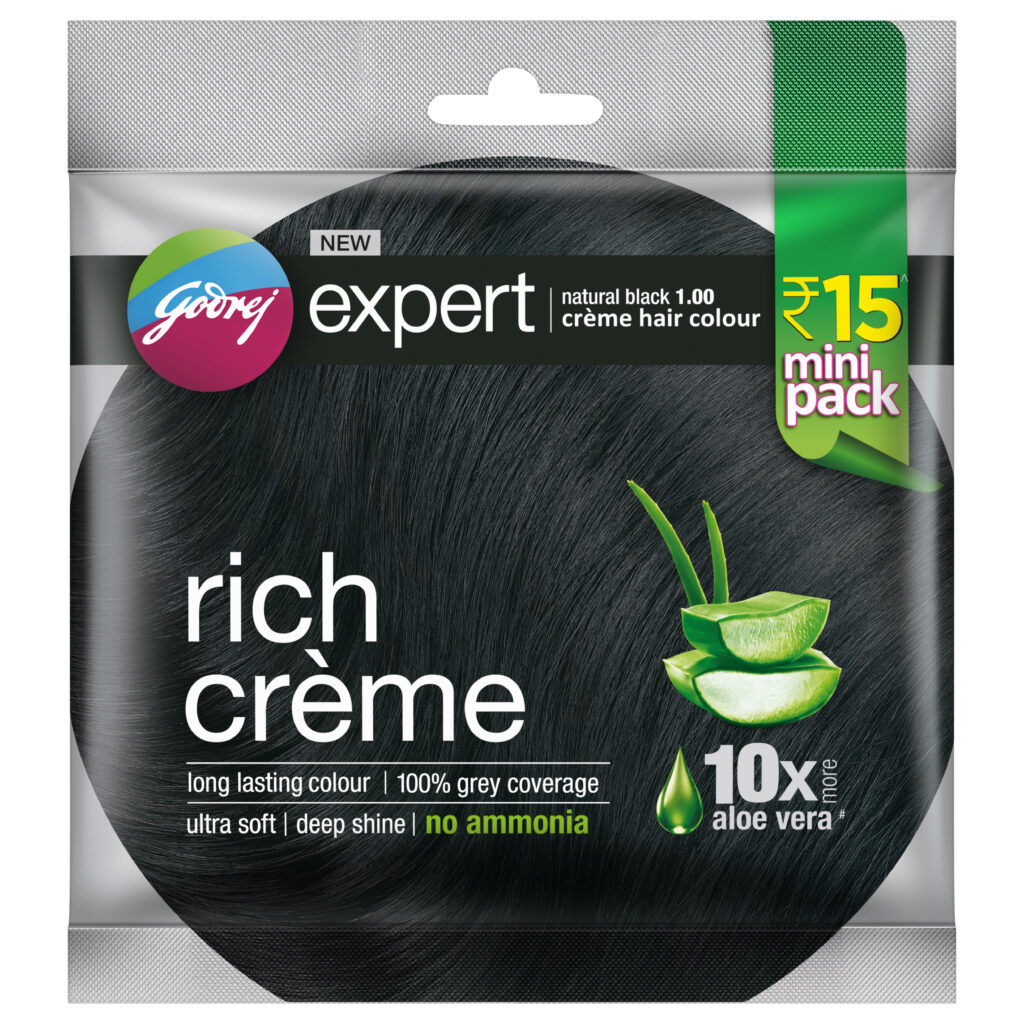 NEW
Godrej
expert
natural black 1.00
crème hair colour
₹15^
mini
pack
rich
crème
long lasting colour | 100% grey coverage
ultra soft | deep shine | no ammonia
10x more
aloe vera#